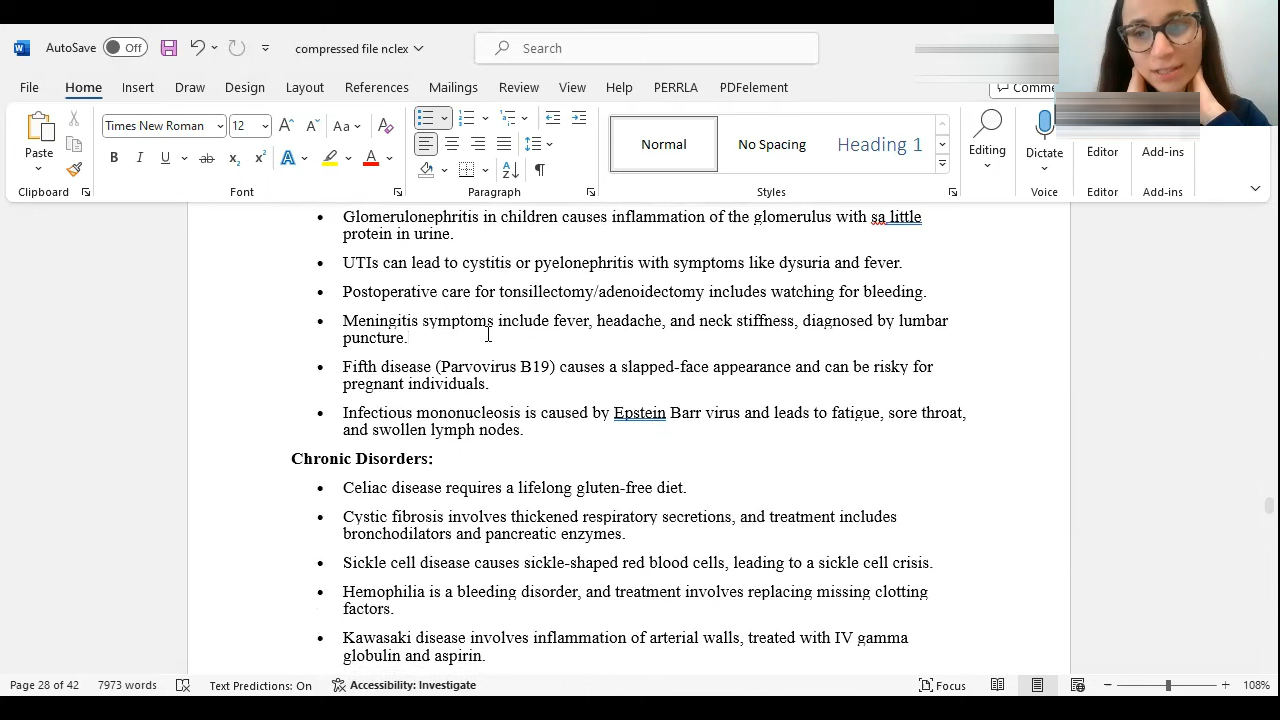 AutoSave Off compressed file nclex Search
File Home Insert Draw Design Layout References Mailings Review View Help PERRLA PDFelement Comme
Times New Roman 12 Normal No Spacing Heading 1
Paste Editing Dictate Editor Add-ins
Clipboard Font Paragraph Styles Voice Editor Add-ins
• Glomerulonephritis in children causes inflammation of the glomerulus with sa little
protein in urine.
• UTIs can lead to cystitis or pyelonephritis with symptoms like dysuria and fever.
• Postoperative care for tonsillectomy/adenoidectomy includes watching for bleeding.
• Meningitis symptoms include fever, headache, and neck stiffness, diagnosed by lumbar
puncture.
• Fifth disease (Parvovirus B19) causes a slapped-face appearance and can be risky for
pregnant individuals.
• Infectious mononucleosis is caused by Epstein Barr virus and leads to fatigue, sore throat,
and swollen lymph nodes.
Chronic Disorders:
• Celiac disease requires a lifelong gluten-free diet.
• Cystic fibrosis involves thickened respiratory secretions, and treatment includes
bronchodilators and pancreatic enzymes.
• Sickle cell disease causes sickle-shaped red blood cells, leading to a sickle cell crisis.
• Hemophilia is a bleeding disorder, and treatment involves replacing missing clotting
factors.
• Kawasaki disease involves inflammation of arterial walls, treated with IV gamma
globulin and aspirin.
Page 28 of 42 7973 words Text Predictions: On Accessibility: Investigate Focus 108%